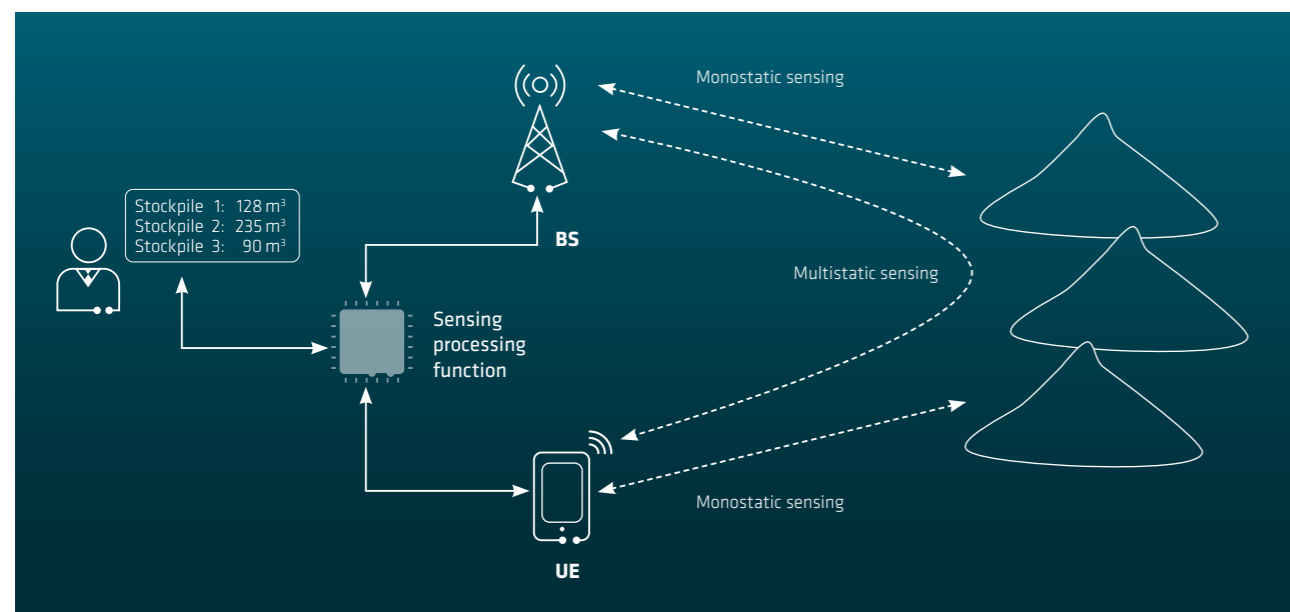 Monostatic sensing
Stockpile 1: 128 m³
Stockpile 2: 235 m³
Stockpile 3: 90 m³
BS
Multistatic sensing
Sensing
processing
function
Monostatic sensing
UE